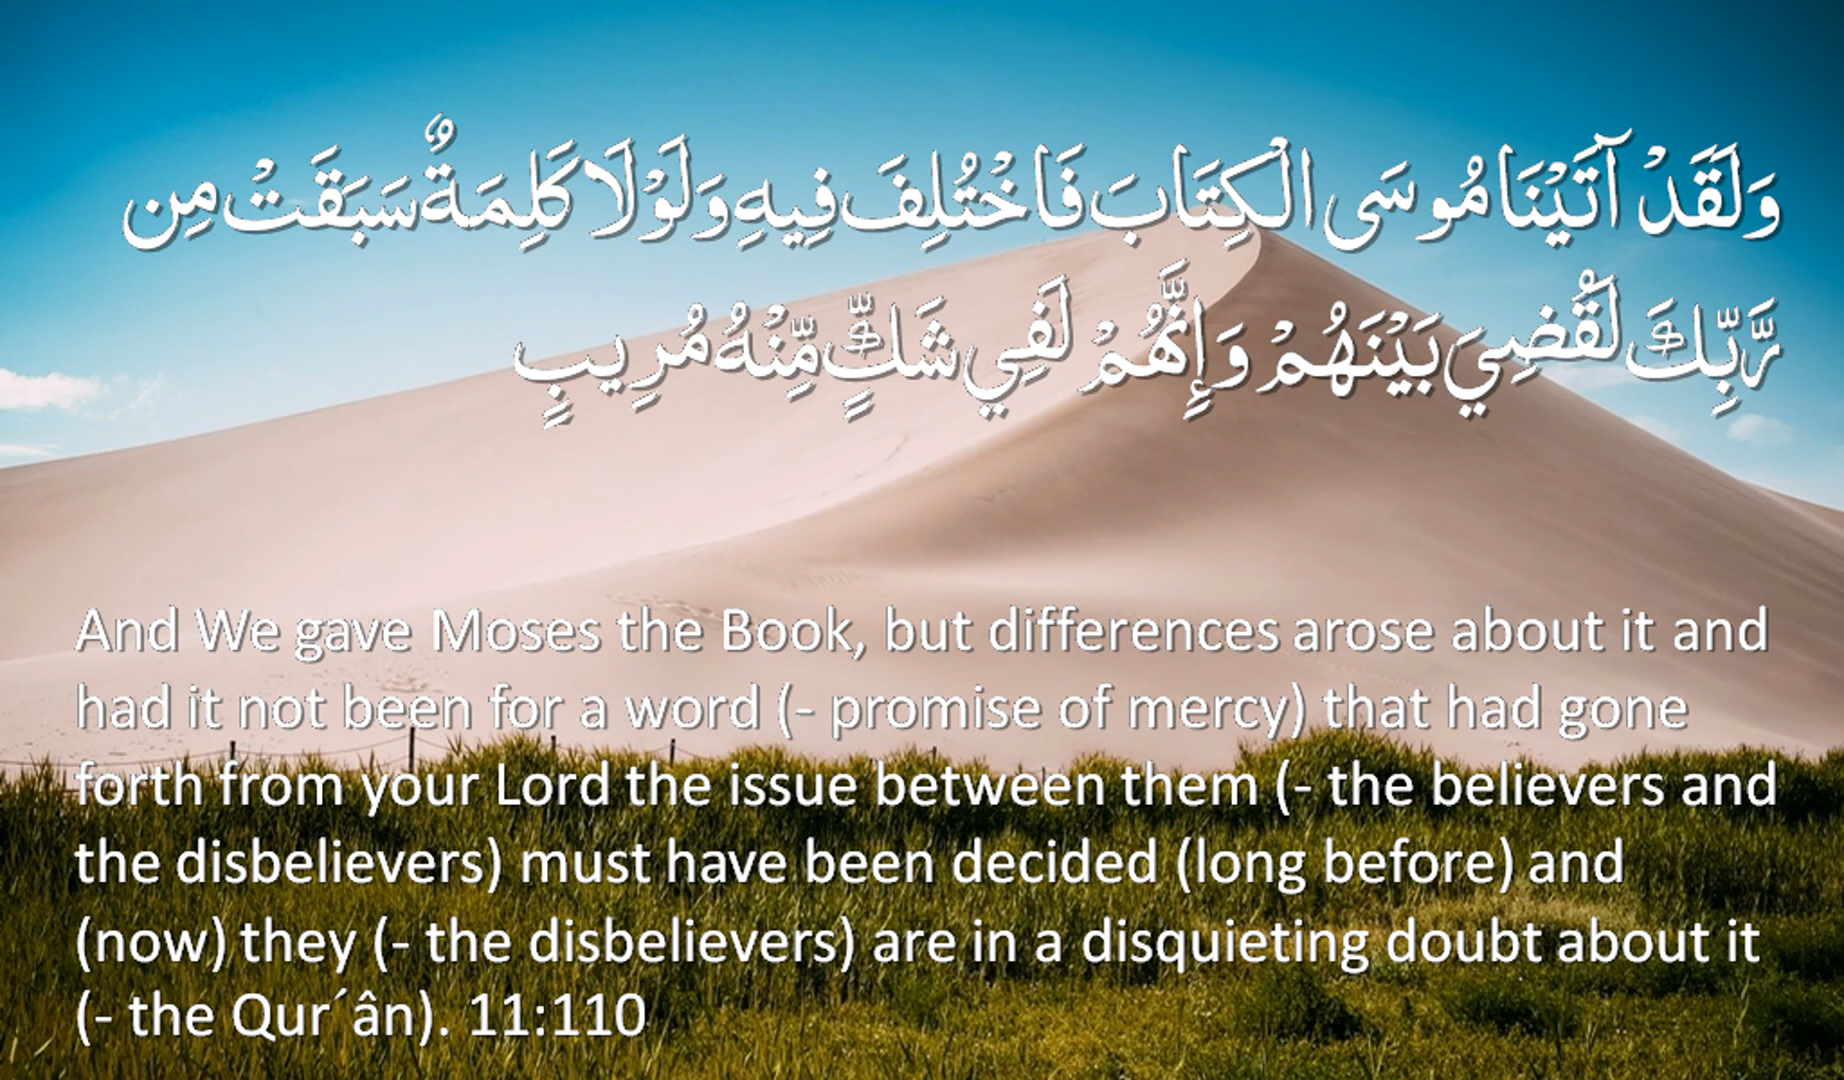 وَلَقَدْ آتَيْنَا مُوسَى الْكِتَابَ فَاخْتُلِفَ فِيهِ وَلَوْلَا كَلِمَةٌ سَبَقَتْ مِن
رَّبِّكَ لَقُضِيَ بَيْنَهُمْ وَإِنَّهُمْ لَفِي شَكٍّ مِّنْهُ مُرِيبٍ
And We gave Moses the Book, but differences arose about it and
had it not been for a word (- promise of mercy) that had gone
forth from your Lord the issue between them (- the believers and
the disbelievers) must have been decided (long before) and
(now) they (- the disbelievers) are in a disquieting doubt about it
(- the Qur´ân). 11:110